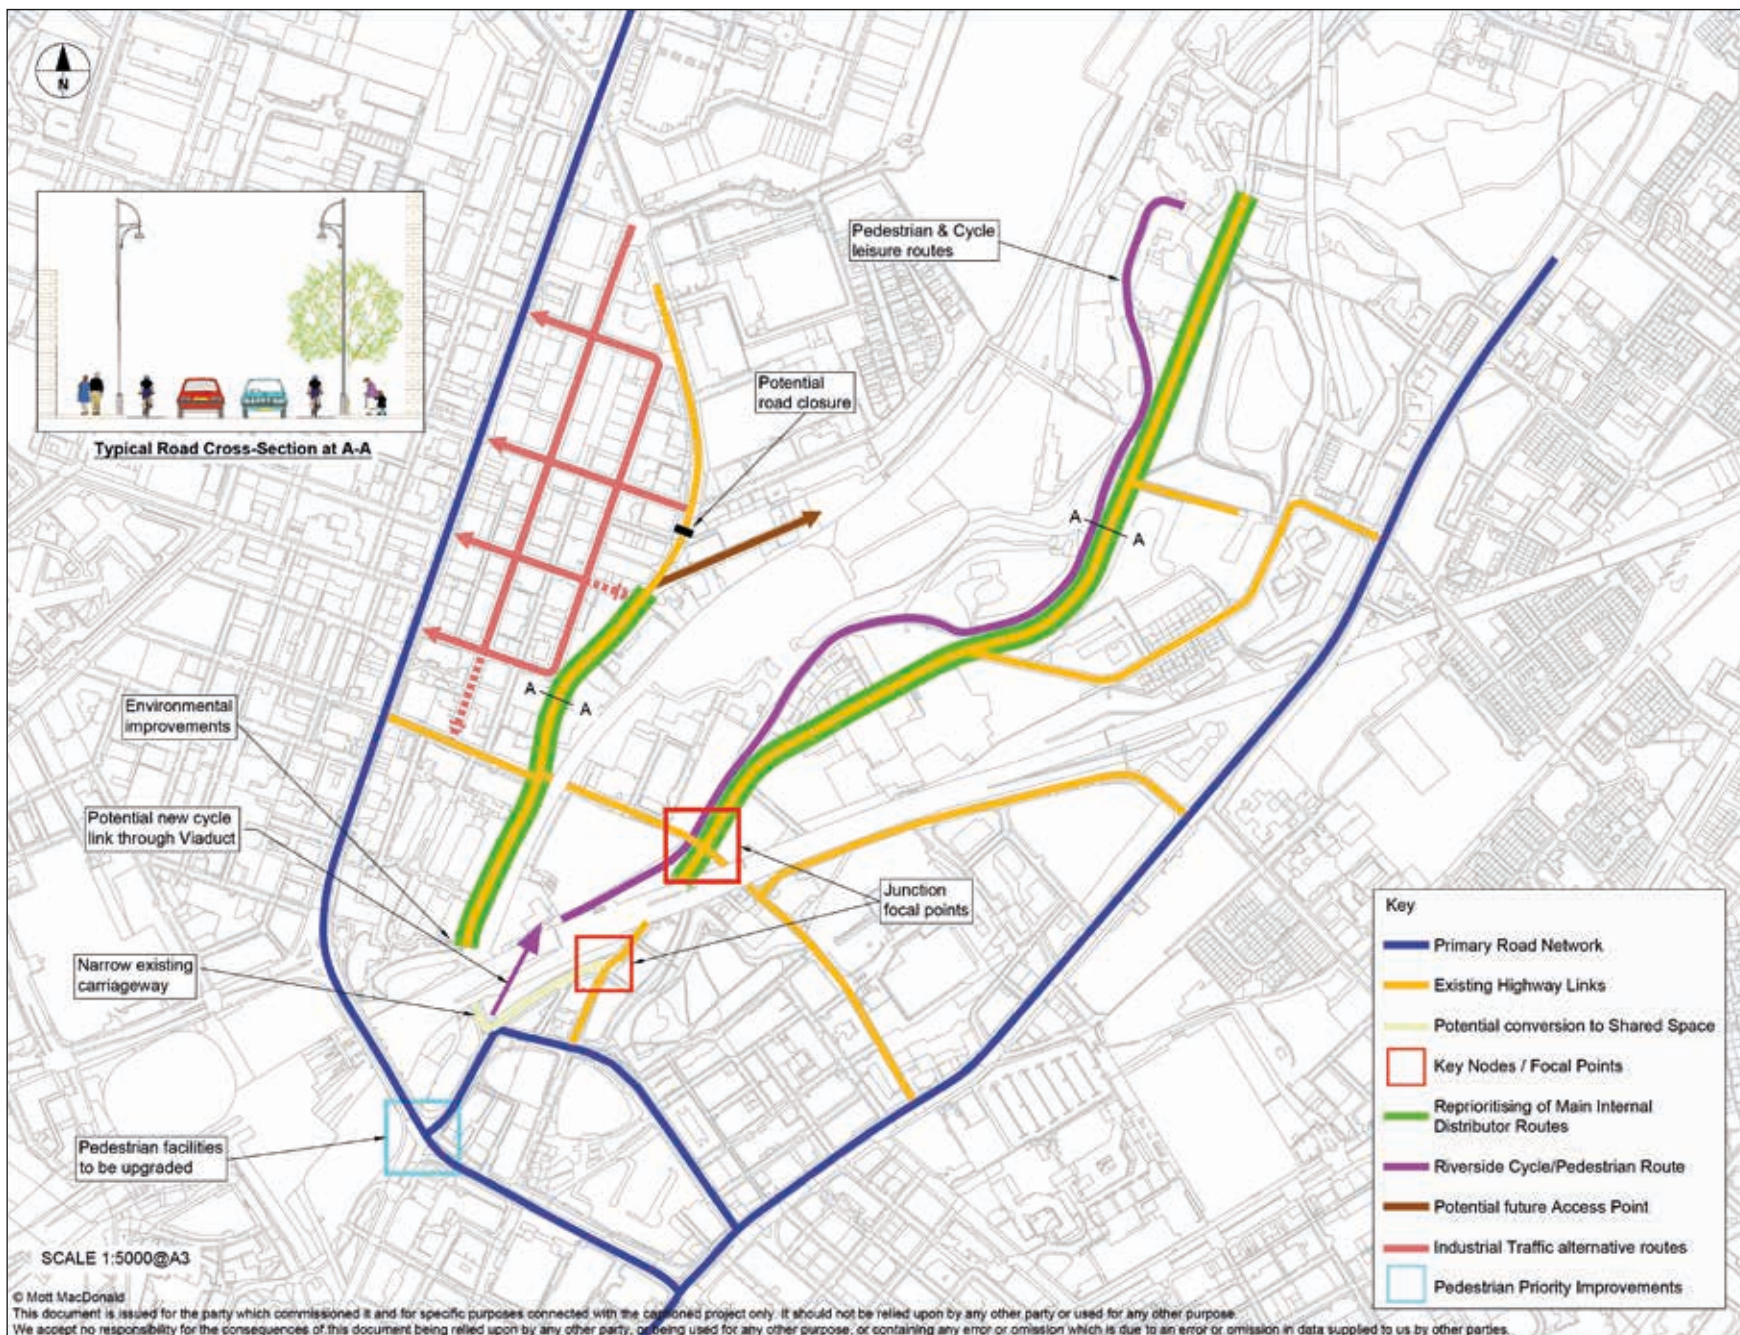 N
Typical Road Cross-Section at A-A
Pedestrian & Cycle
leisure routes
Potential
road closure
A
A
A
A
Environmental
improvements
Potential new cycle
link through Viaduct
Junction
focal points
Narrow existing
carriageway
Pedestrian facilities
to be upgraded
Key
Primary Road Network
Existing Highway Links
Potential conversion to Shared Space
Key Nodes / Focal Points
Reprioritising of Main Internal
Distributor Routes
Riverside Cycle/Pedestrian Route
Potential future Access Point
Industrial Traffic alternative routes
Pedestrian Priority Improvements
SCALE 1:5000@A3
© Mott MacDonald
This document is issued for the party which commissioned it and for specific purposes connected with the captioned project only. It should not be relied upon by any other party or used for any other purpose.
We accept no responsibility for the consequences of this document being relied upon by any other party, or being used for any other purpose, or containing any error or omission which is due to an error or omission in data supplied to us by other parties.